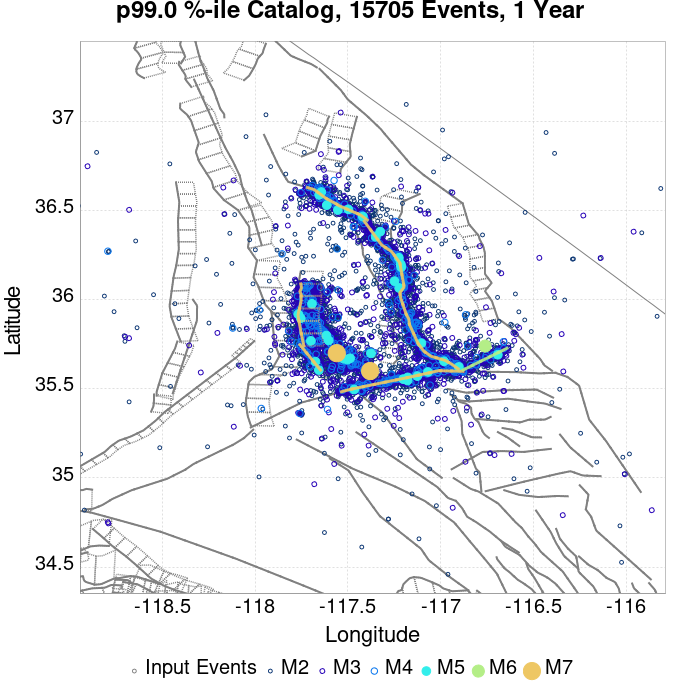 p99.0 %-ile Catalog, 15705 Events, 1 Year
37
36.5
36
35.5
35
34.5
Latitude
-118.5 -118 -117.5 -117 -116.5 -116
Longitude
Input Events M2 M3 M4 M5 M6 M7